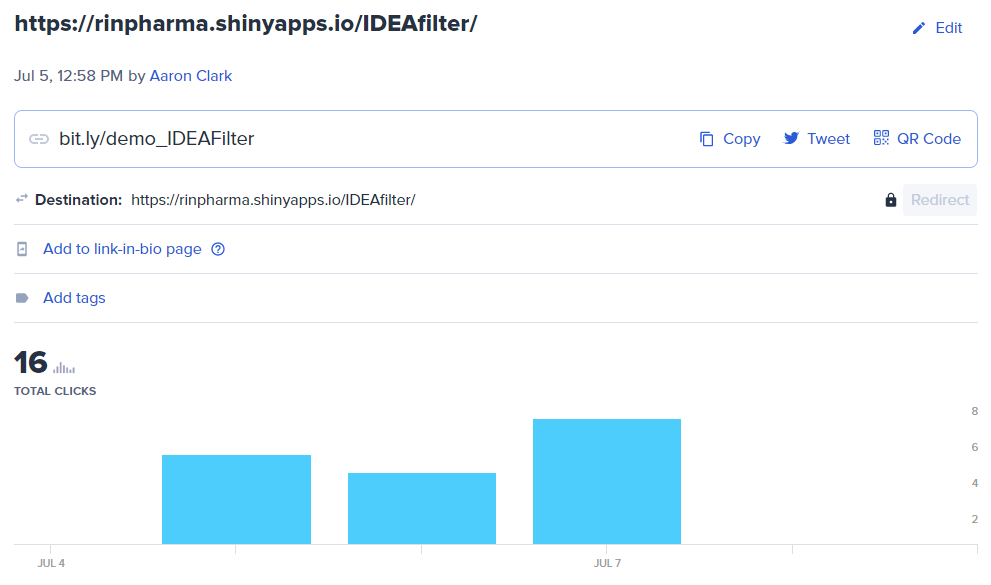 https://rinpharma.shinyapps.io/IDEAfilter/
Edit
Jul 5, 12:58 PM by Aaron Clark
bit.ly/demo_IDEAFilter
Copy
Tweet
QR Code
Destination: https://rinpharma.shinyapps.io/IDEAfilter/
Redirect
Add to link-in-bio page
Add tags
16
TOTAL CLICKS
8
6
4
2
JUL 4
JUL 7